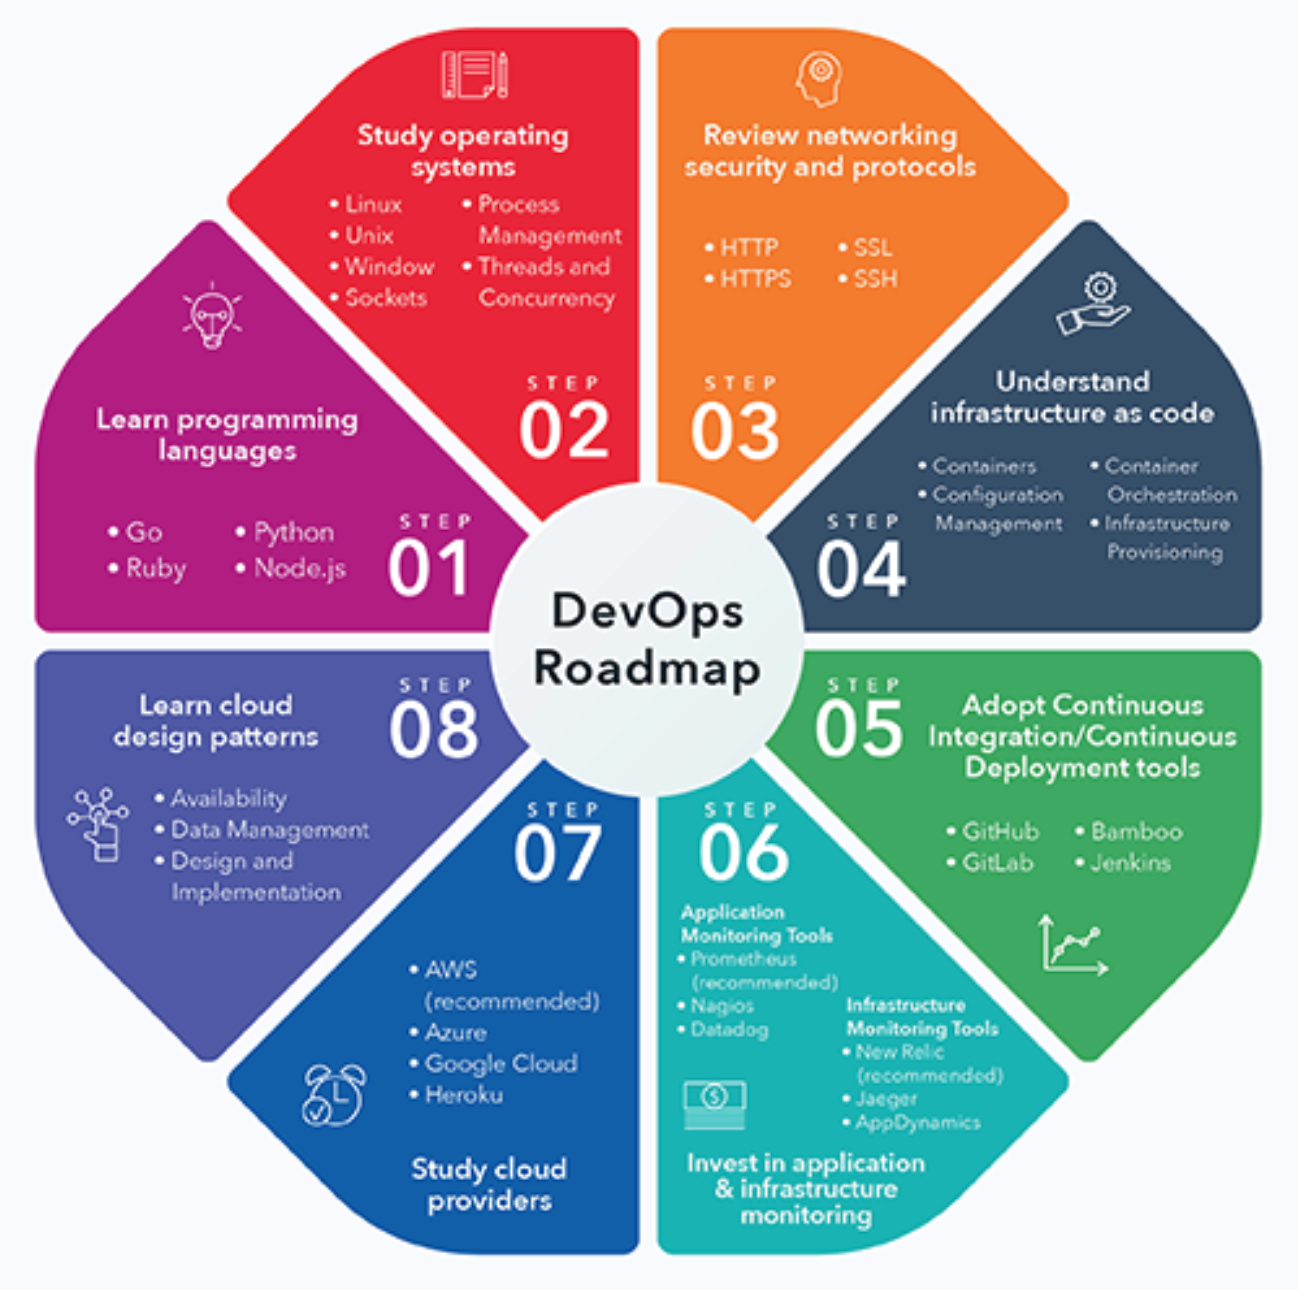 DevOps
Roadmap
STEP
01
Learn programming
languages
• Go
• Ruby
• Python
• Node.js
STEP
02
Study operating
systems
• Linux
• Unix
• Window
• Sockets
• Process
Management
• Threads and
Concurrency
STEP
03
Review networking
security and protocols
• HTTP
• HTTPS
• SSL
• SSH
STEP
04
Understand
infrastructure as code
• Containers
• Configuration
Management
• Container
Orchestration
• Infrastructure
Provisioning
STEP
05
Adopt Continuous
Integration/Continuous
Deployment tools
• GitHub
• GitLab
• Bamboo
• Jenkins
STEP
06
Application
Monitoring Tools
• Prometheus
(recommended)
• Nagios
• Datadog
Infrastructure
Monitoring Tools
• New Relic
(recommended)
• Jaeger
• AppDynamics
$
Invest in application
& infrastructure
monitoring
STEP
07
• AWS
(recommended)
• Azure
• Google Cloud
• Heroku
Study cloud
providers
STEP
08
Learn cloud
design patterns
• Availability
• Data Management
• Design and
Implementation